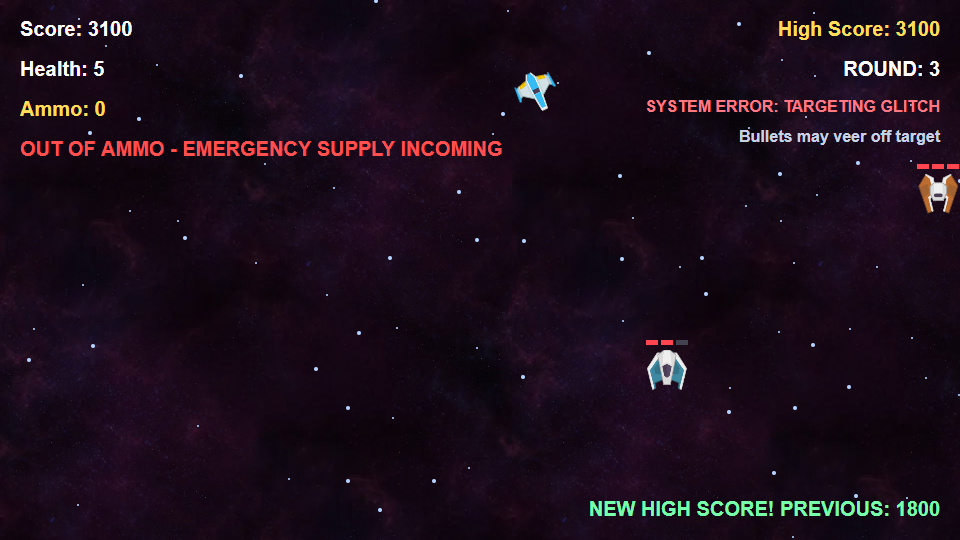 Score: 3100
High Score: 3100
Health: 5
ROUND: 3
Ammo: 0
SYSTEM ERROR: TARGETING GLITCH
Bullets may veer off target
OUT OF AMMO - EMERGENCY SUPPLY INCOMING
NEW HIGH SCORE! PREVIOUS: 1800